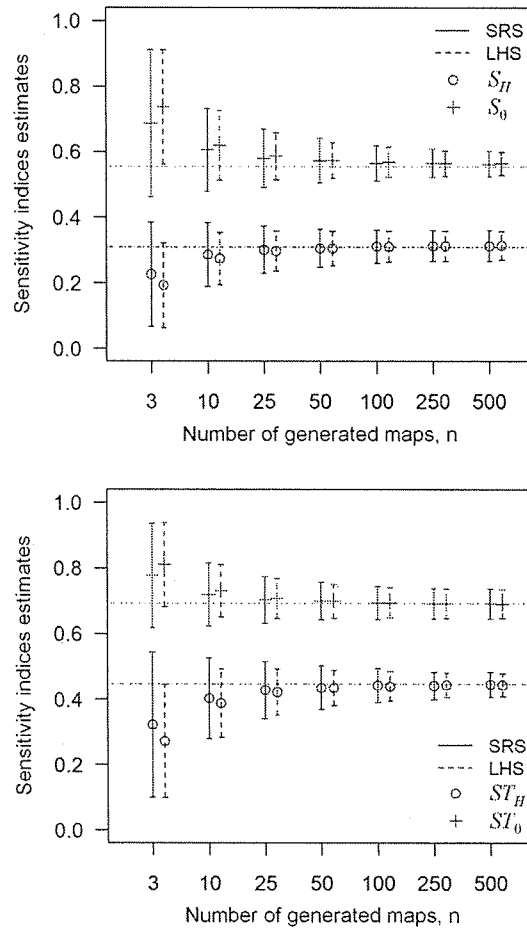 1.0
0.8
0.6
0.4
0.2
0.0
Sensitivity indices estimates
SRS
LHS
S_H
S_θ
3 10 25 50 100 250 500
Number of generated maps, n
1.0
0.8
0.6
0.4
0.2
0.0
Sensitivity indices estimates
SRS
LHS
ST_H
ST_θ
3 10 25 50 100 250 500
Number of generated maps, n